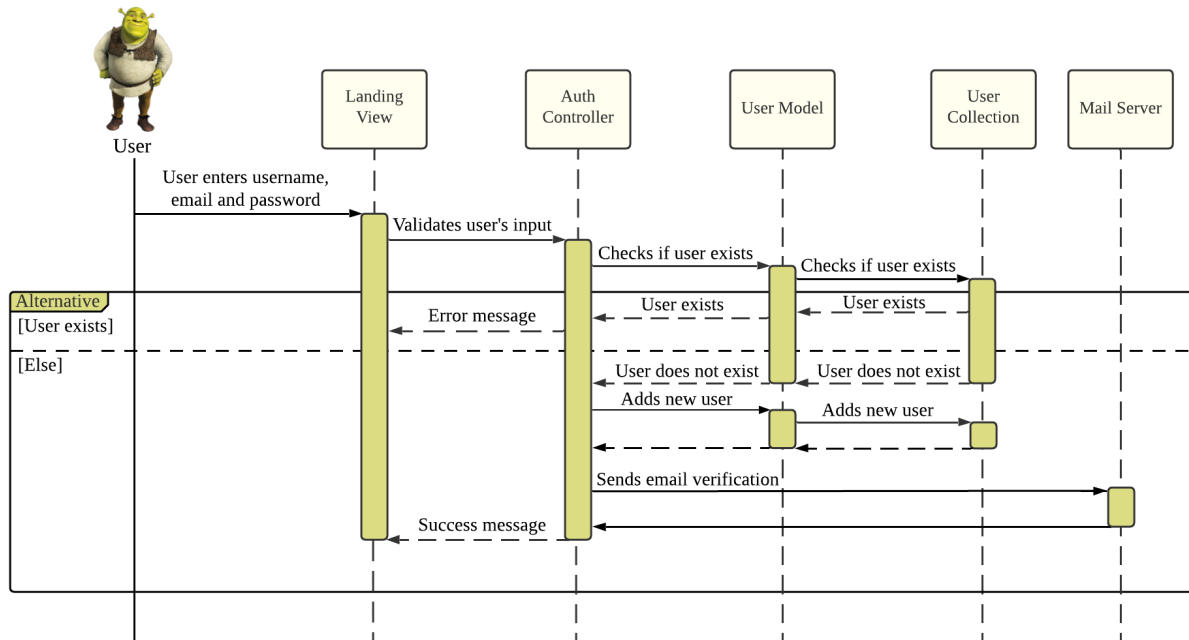 User
Landing
View
Auth
Controller
User Model
User
Collection
Mail Server
User enters username,
email and password
Validates user's input
Checks if user exists
Checks if user exists
Alternative
[User exists]
User exists
User exists
Error message
[Else]
User does not exist
User does not exist
Adds new user
Adds new user
Sends email verification
Success message